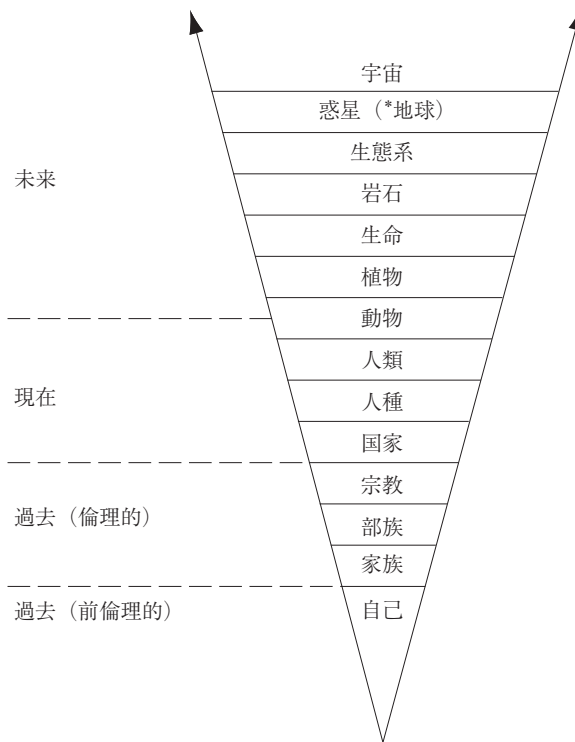 宇宙
惑星（*地球）
生態系
未来
岩石
生命
植物
動物
人類
現在
人種
国家
宗教
過去（倫理的）
部族
家族
過去（前倫理的）
自己